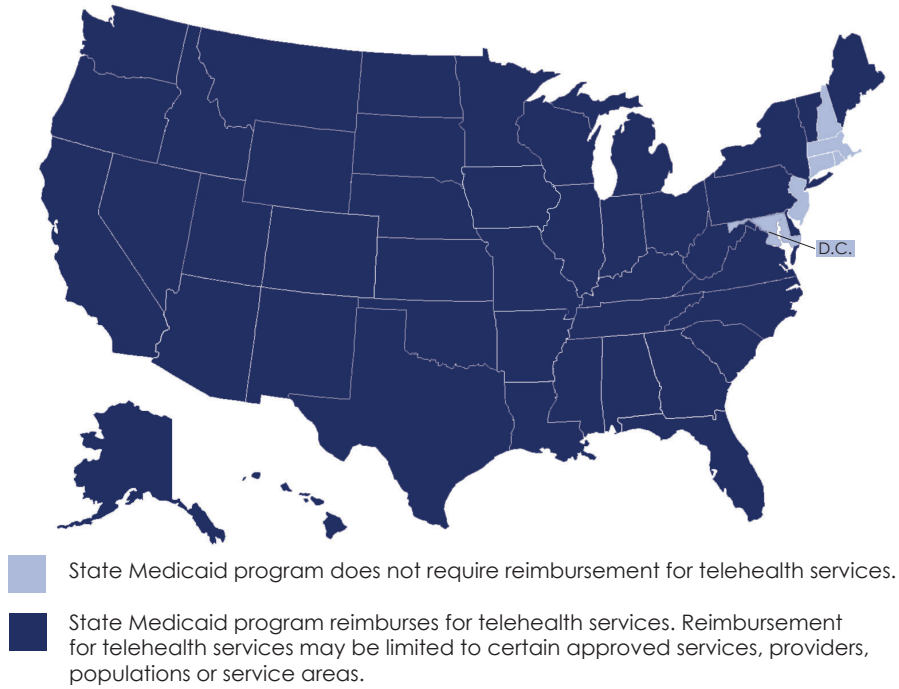 D.C.
State Medicaid program does not require reimbursement for telehealth services.
State Medicaid program reimburses for telehealth services. Reimbursement
for telehealth services may be limited to certain approved services, providers,
populations or service areas.